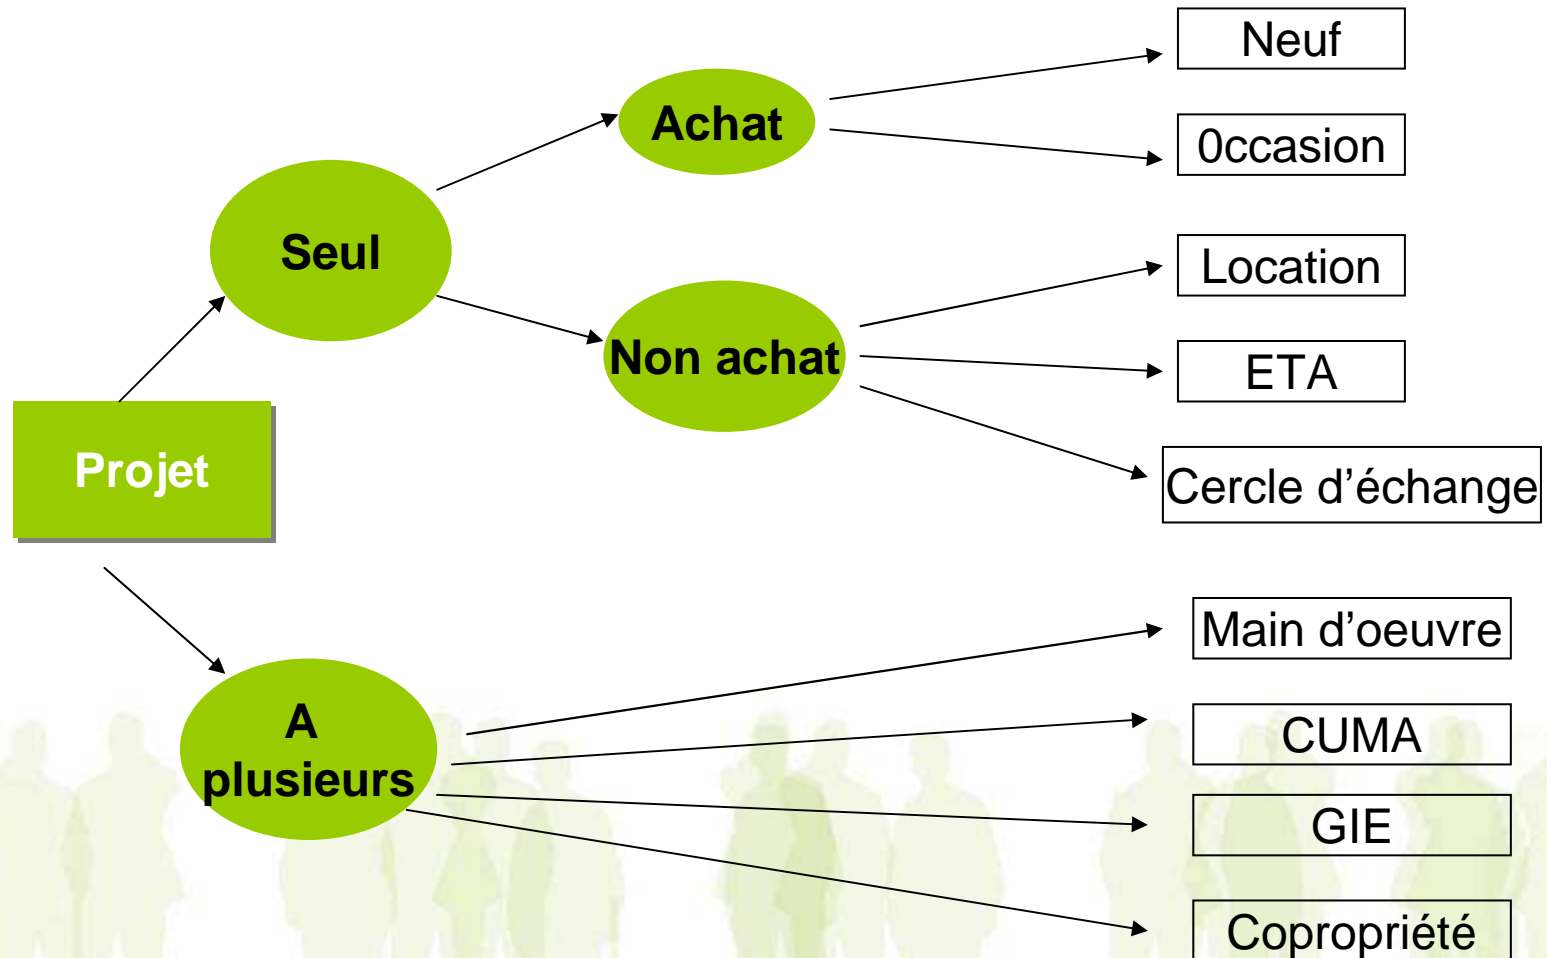 Neuf
Achat
0ccasion
Seul
Location
Non achat
ETA
Projet
Cercle d’échange
Main d’oeuvre
A
plusieurs
CUMA
GIE
Copropriété